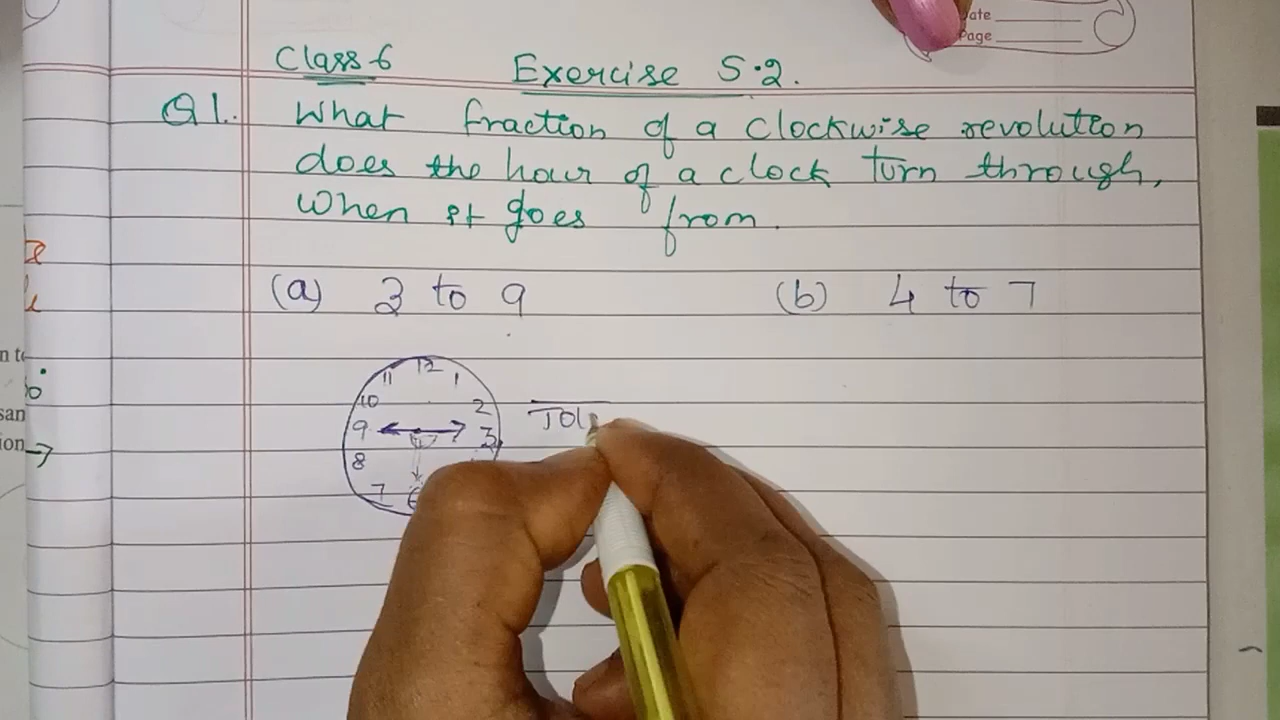 Date
Page
Class 6 Exercise 5.2.
Q1. What fraction of a clockwise revolution
does the hour of a clock turn through,
when it goes from.
(a) 3 to 9 (b) 4 to 7
12
11 1
10 2
9 3
8
7 6